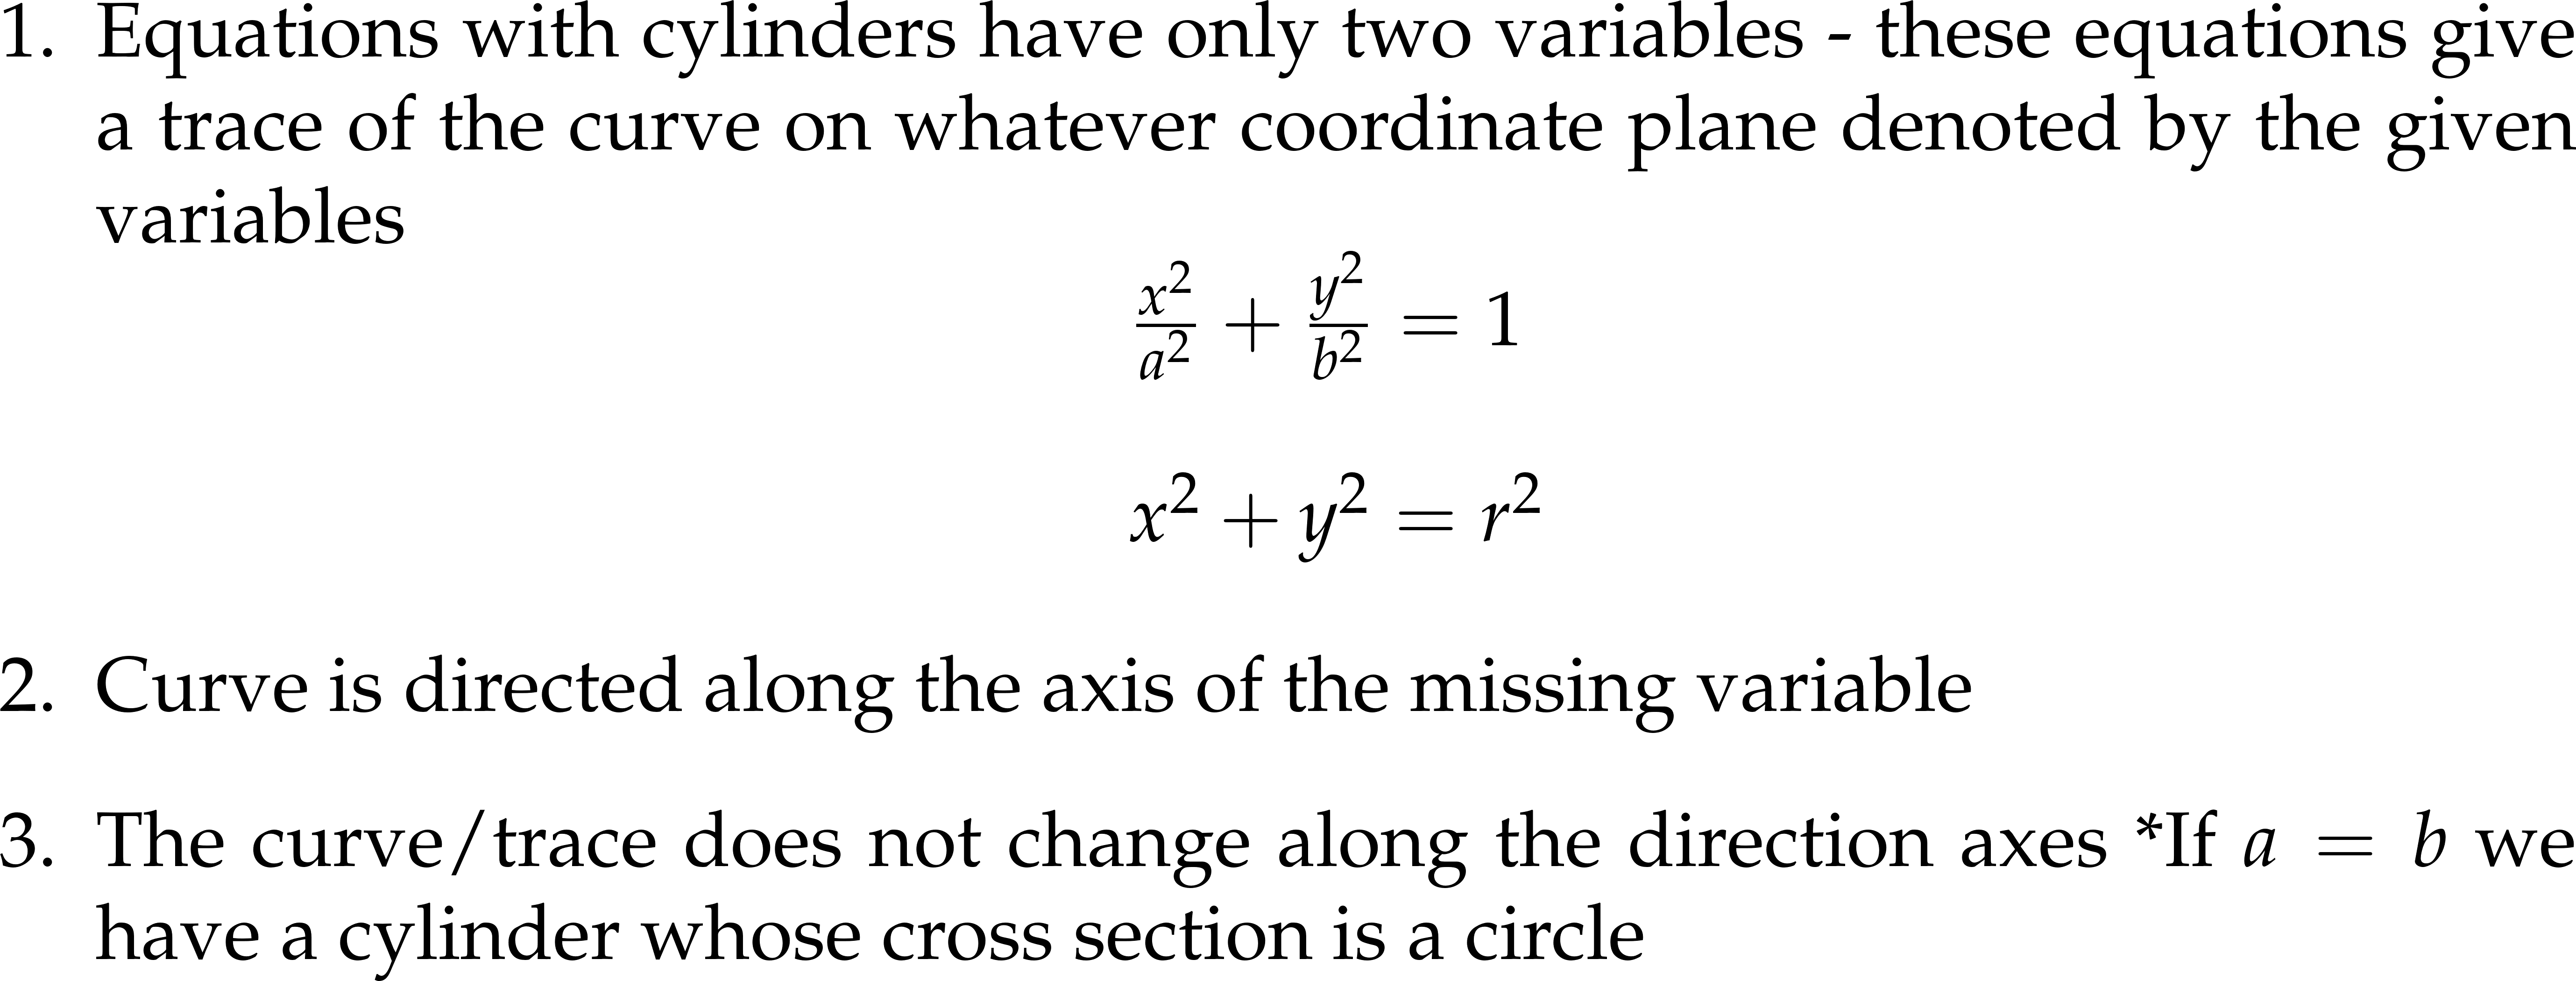 1. Equations with cylinders have only two variables - these equations give
a trace of the curve on whatever coordinate plane denoted by the given
variables
x²/a² + y²/b² = 1
x² + y² = r²
2. Curve is directed along the axis of the missing variable
3. The curve/trace does not change along the direction axes *If a = b we
have a cylinder whose cross section is a circle